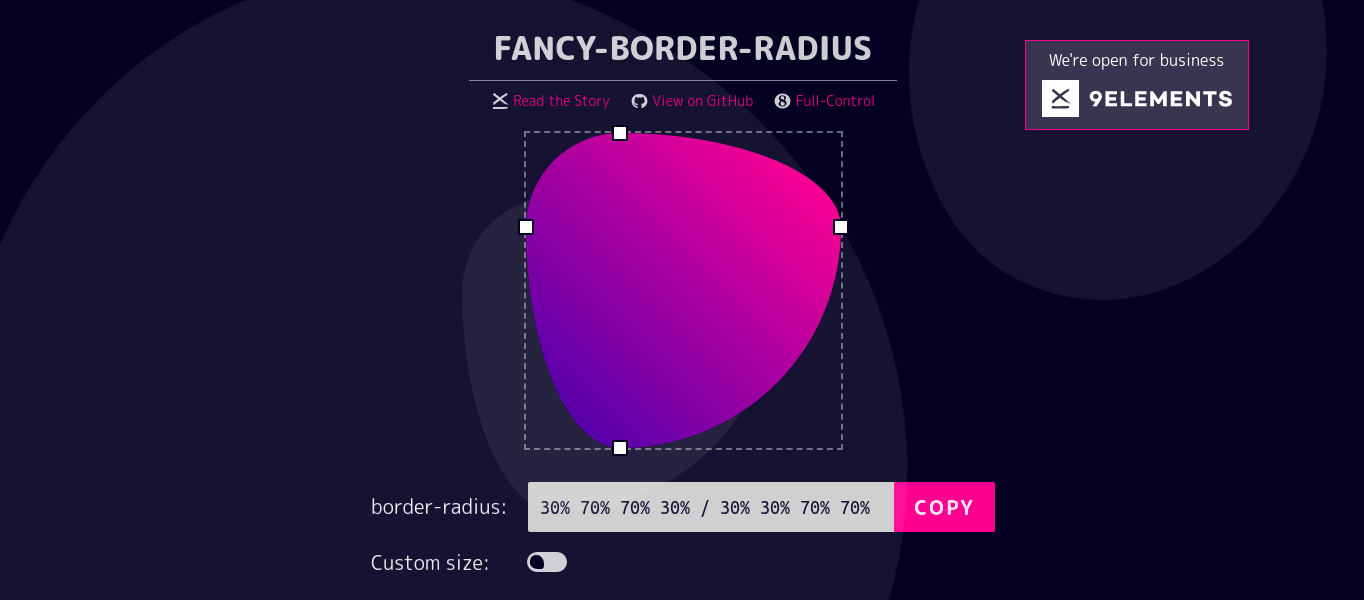 FANCY-BORDER-RADIUS
Read the Story View on GitHub Full-Control
We're open for business
9ELEMENTS
border-radius: 30% 70% 70% 30% / 30% 30% 70% 70% COPY
Custom size: